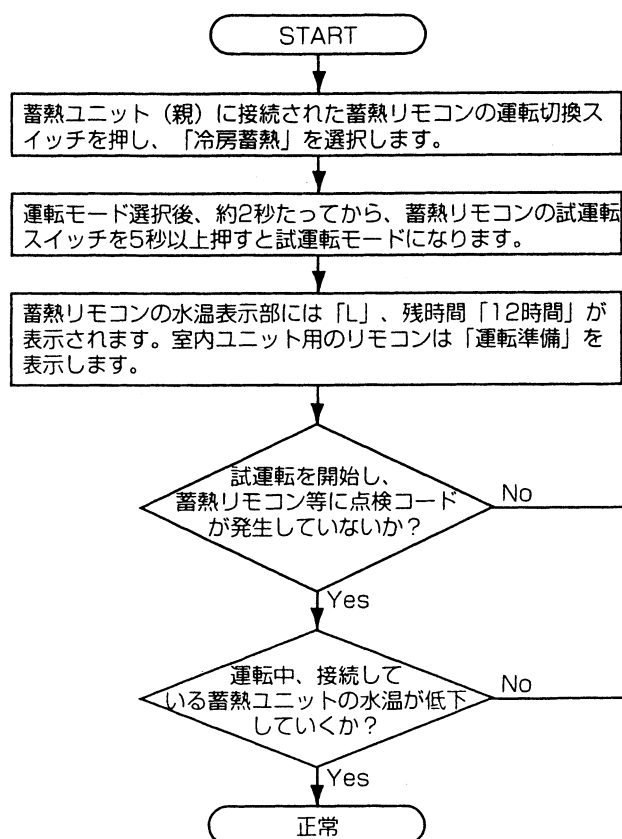 START
蓄熱ユニット（親）に接続された蓄熱リモコンの運転切換ス
イッチを押し、「冷房蓄熱」を選択します。
運転モード選択後、約2秒たってから、蓄熱リモコンの試運転
スイッチを5秒以上押すと試運転モードになります。
蓄熱リモコンの水温表示部には「L」、残時間「12時間」が
表示されます。室内ユニット用のリモコンは「運転準備」を
表示します。
試運転を開始し、
蓄熱リモコン等に点検コード
が発生していないか？
No
Yes
運転中、接続して
いる蓄熱ユニットの水温が低下
していくか？
No
Yes
正常